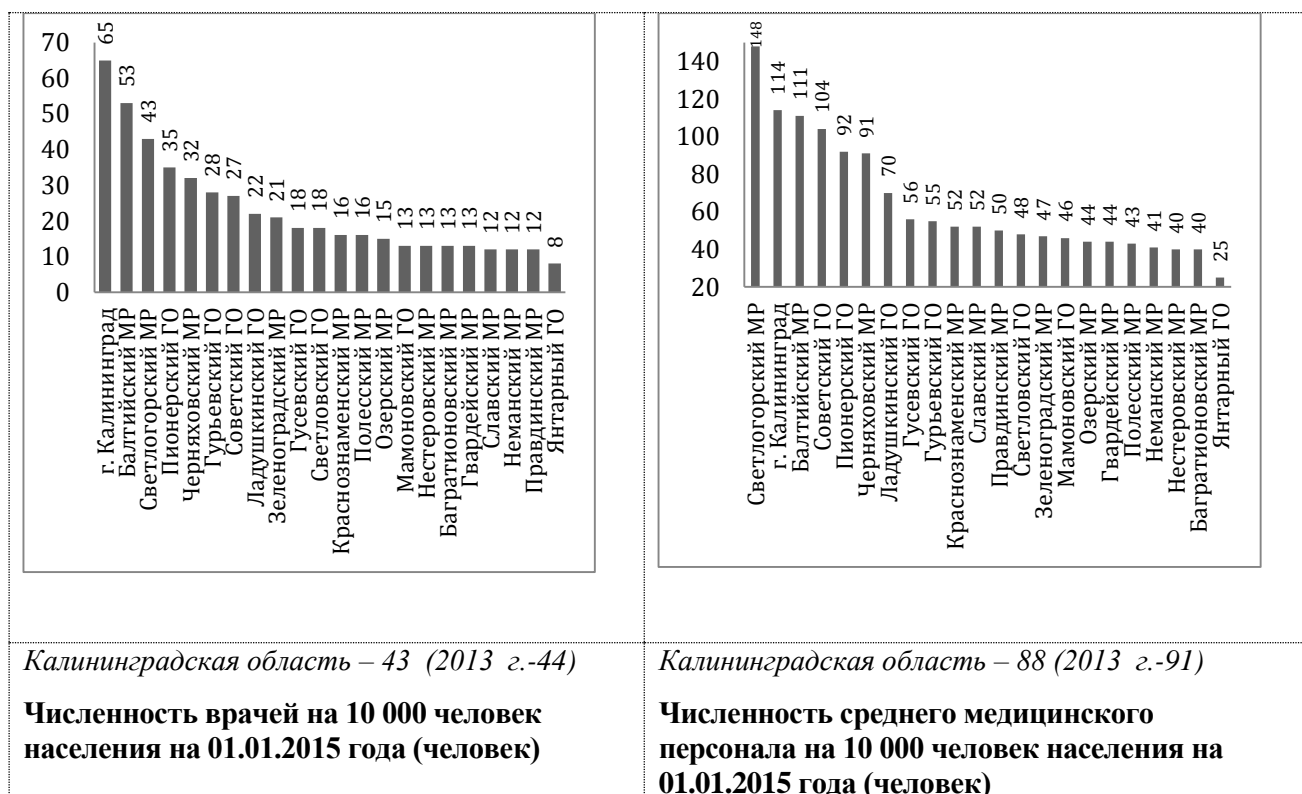 70
60
50
40
30
20
10
0
65
53
43
35
32
28
27
22
21
18
18
16
16
15
13
13
13
13
12
12
12
8
г. Калининград
Балтийский МР
Светлогорский МР
Пионерский ГО
Черняховский МР
Гурьевский ГО
Советский ГО
Ладушкинский ГО
Зеленоградский МР
Гусевский ГО
Светловский ГО
Краснознаменский МР
Полесский МР
Озерский МР
Мамоновский ГО
Нестеровский МР
Багратионовский МР
Гвардейский МР
Славский МР
Неманский МР
Правдинский МР
Янтарный ГО
140
120
100
80
60
40
20
148
114
111
104
92
91
70
56
55
52
52
50
48
47
46
44
44
43
41
40
40
25
Светлогорский МР
г. Калининград
Балтийский МР
Советский ГО
Пионерский ГО
Черняховский МР
Ладушкинский ГО
Гусевский ГО
Гурьевский ГО
Краснознаменский МР
Славский МР
Правдинский МР
Светловский ГО
Зеленоградский МР
Мамоновский ГО
Озерский МР
Гвардейский МР
Полесский МР
Неманский МР
Нестеровский МР
Багратионовский МР
Янтарный ГО
Калининградская область – 43 (2013 г.-44)
Численность врачей на 10 000 человек
населения на 01.01.2015 года (человек)
Калининградская область – 88 (2013 г.-91)
Численность среднего медицинского
персонала на 10 000 человек населения на
01.01.2015 года (человек)